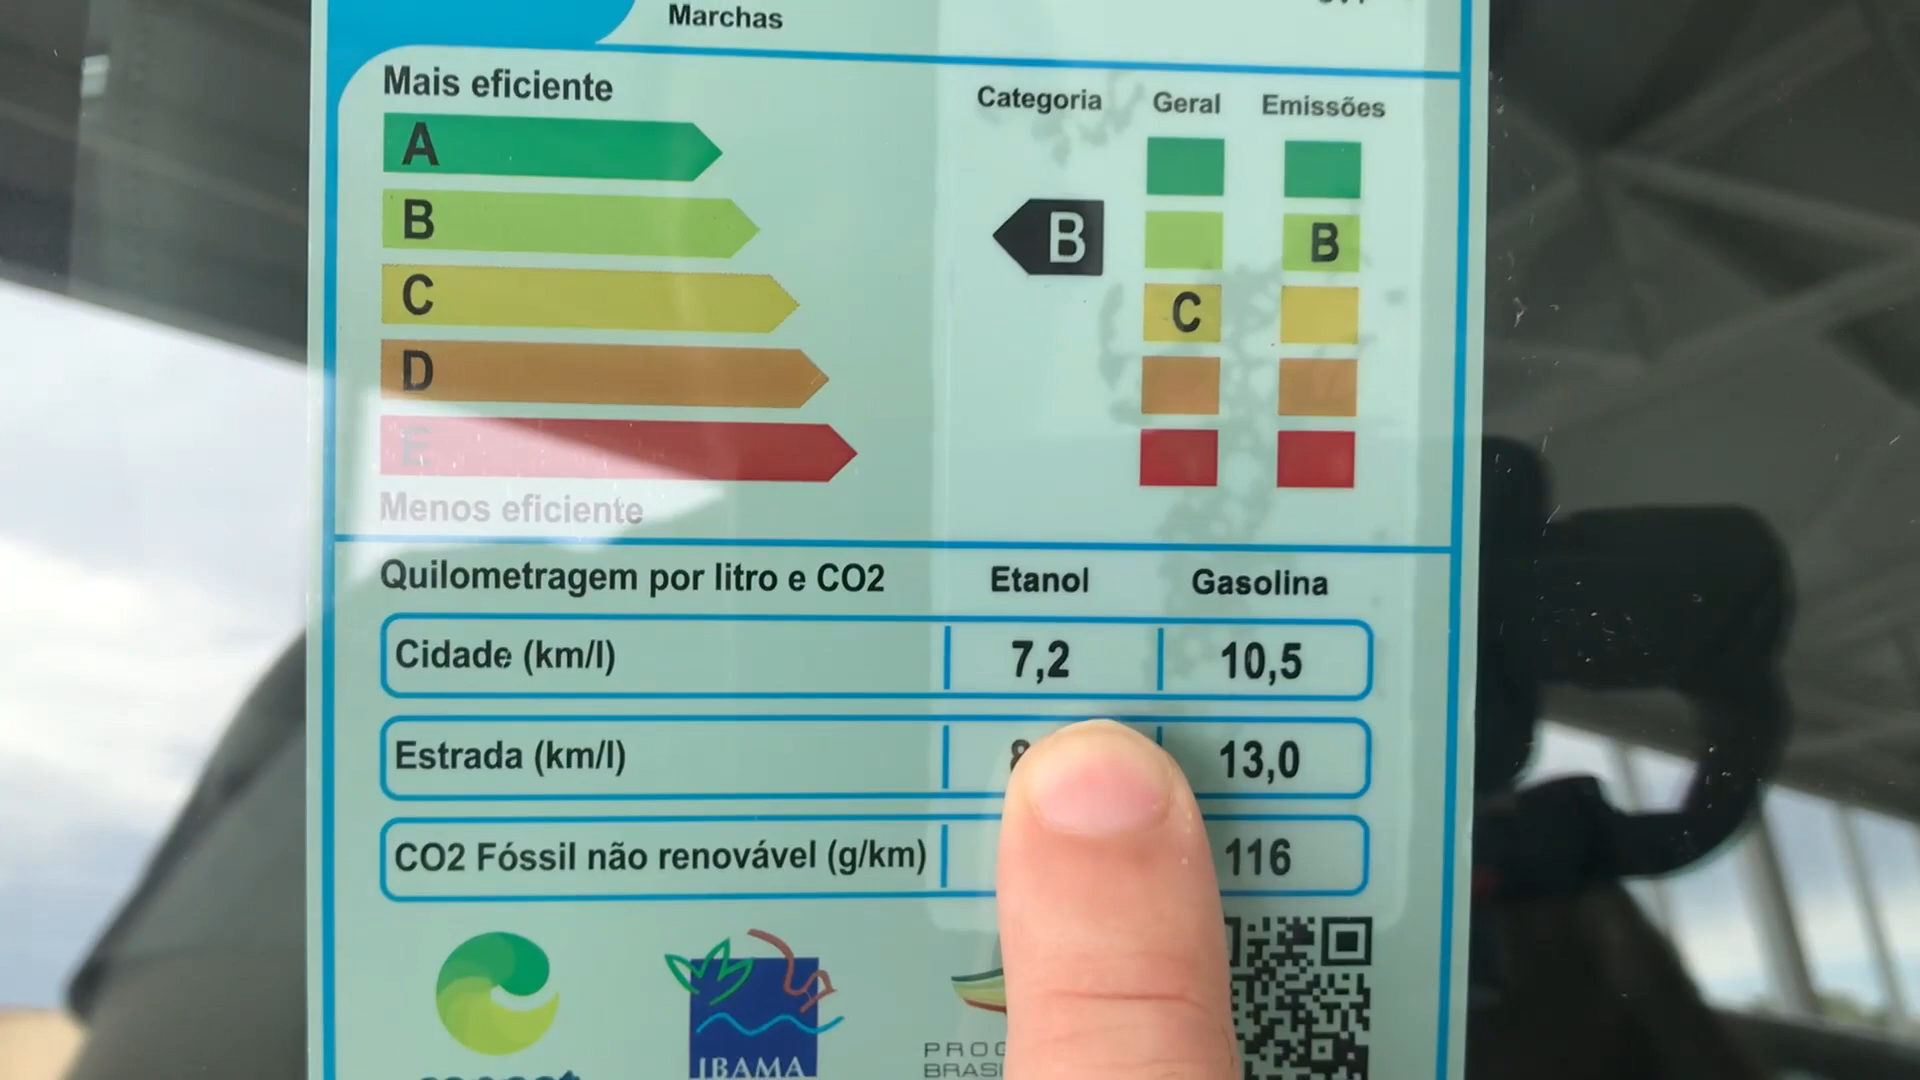 Marchas
Mais eficiente
Categoria Geral Emissões
A
B B B
C C
D
E
Menos eficiente
Quilometragem por litro e CO2 Etanol Gasolina
Cidade (km/l) 7,2 10,5
Estrada (km/l) 13,0
CO2 Fóssil não renovável (g/km) 116
IBAMA